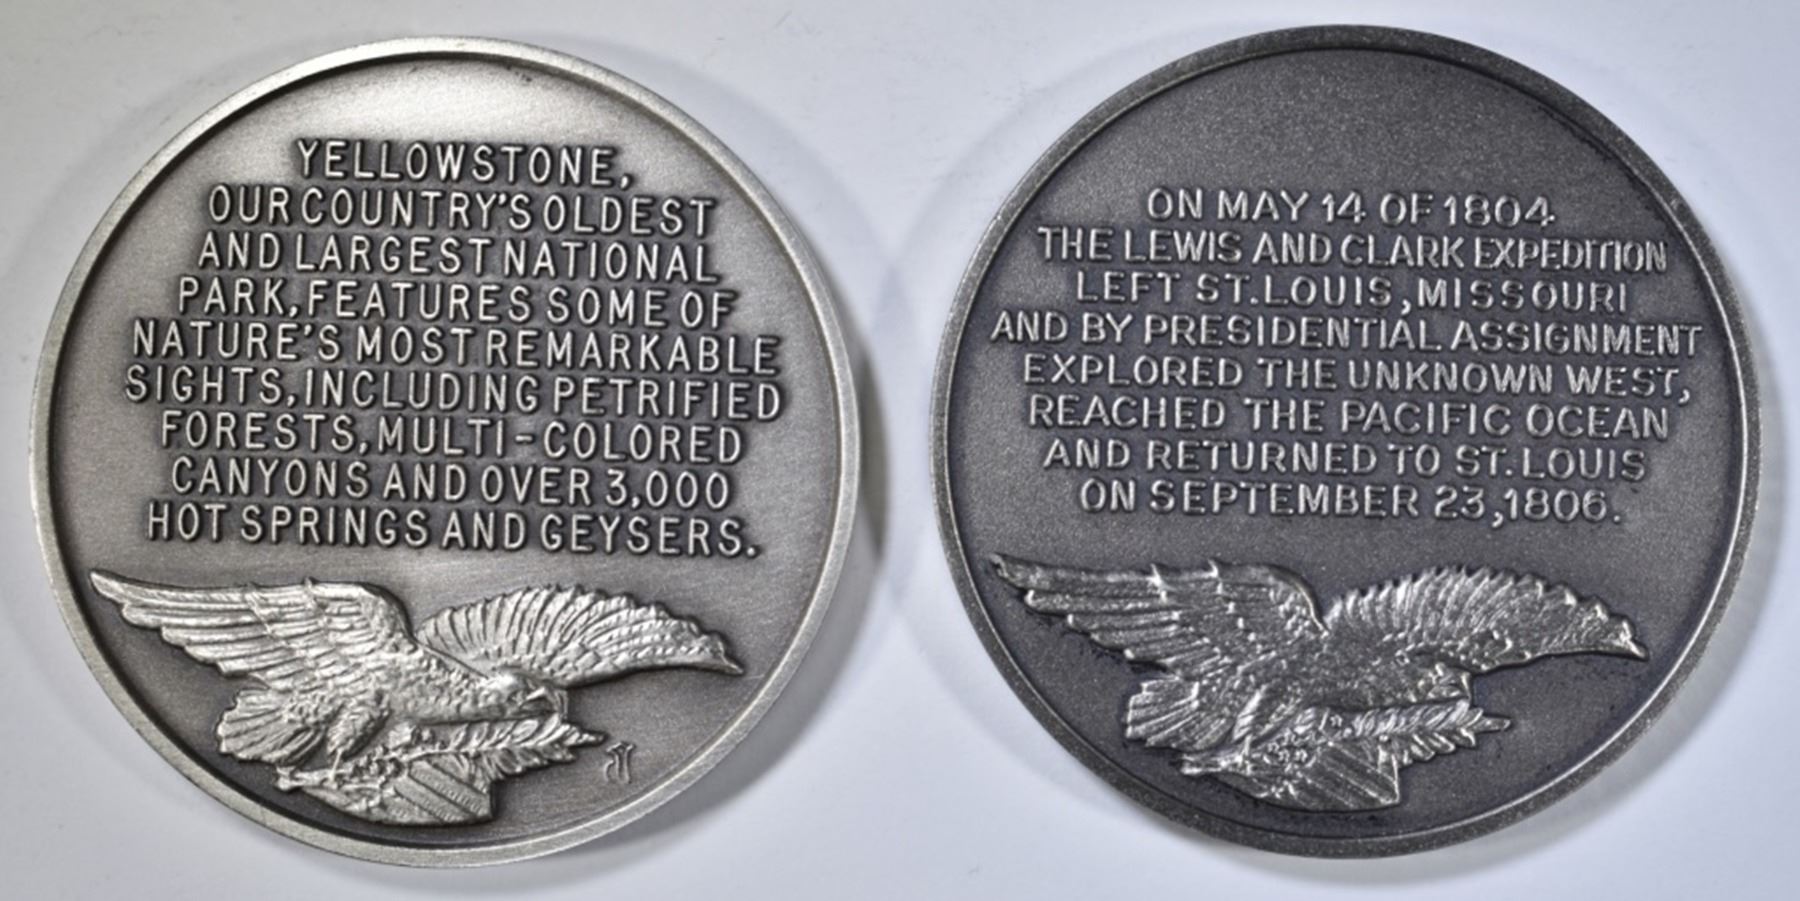 YELLOWSTONE,
OUR COUNTRY'S OLDEST
AND LARGEST NATIONAL
PARK, FEATURES SOME OF
NATURE'S MOST REMARKABLE
SIGHTS, INCLUDING PETRIFIED
FORESTS, MULTI-COLORED
CANYONS AND OVER 3,000
HOT SPRINGS AND GEYSERS.
ON MAY 14 OF 1804
THE LEWIS AND CLARK EXPEDITION
LEFT ST. LOUIS, MISSOURI
AND BY PRESIDENTIAL ASSIGNMENT
EXPLORED THE UNKNOWN WEST,
REACHED THE PACIFIC OCEAN
AND RETURNED TO ST. LOUIS
ON SEPTEMBER 23, 1806.